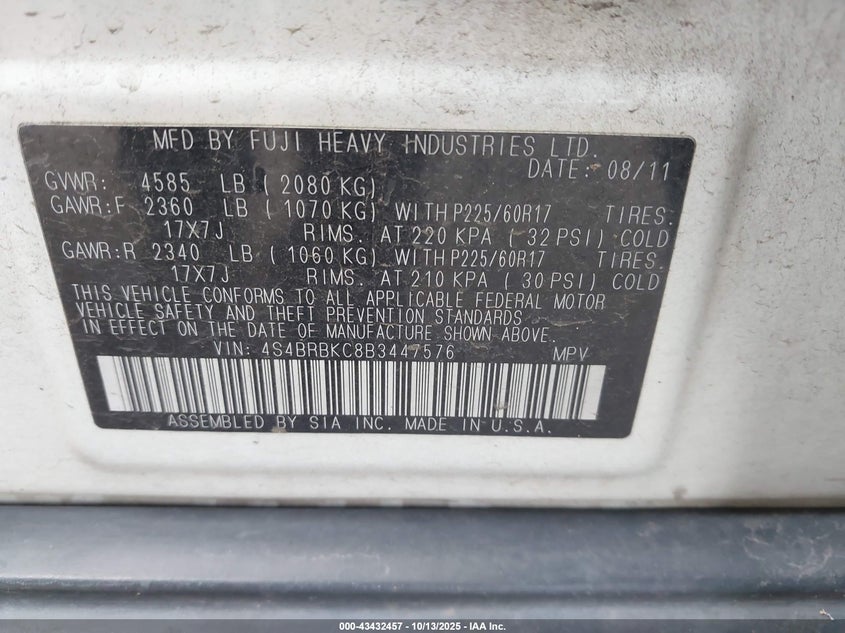 MFD BY FUJI HEAVY INDUSTRIES LTD.
DATE: 08/11
GVWR: 4585 LB ( 2080 KG)
GAWR:F 2360 LB ( 1070 KG) WITH P225/60R17 TIRES.
17X7J RIMS. AT 220 KPA ( 32 PSI) COLD
GAWR:R 2340 LB ( 1060 KG) WITH P225/60R17 TIRES.
17X7J RIMS. AT 210 KPA ( 30 PSI) COLD
THIS VEHICLE CONFORMS TO ALL APPLICABLE FEDERAL MOTOR
VEHICLE SAFETY AND THEFT PREVENTION STANDARDS
IN EFFECT ON THE DATE OF MANUFACTURE SHOWN ABOVE.
VIN: 4S4BRBKC8B3447576 MPV
ASSEMBLED BY SIA INC. MADE IN U.S.A.
000-43432457 - 10/13/2025 - IAA Inc.